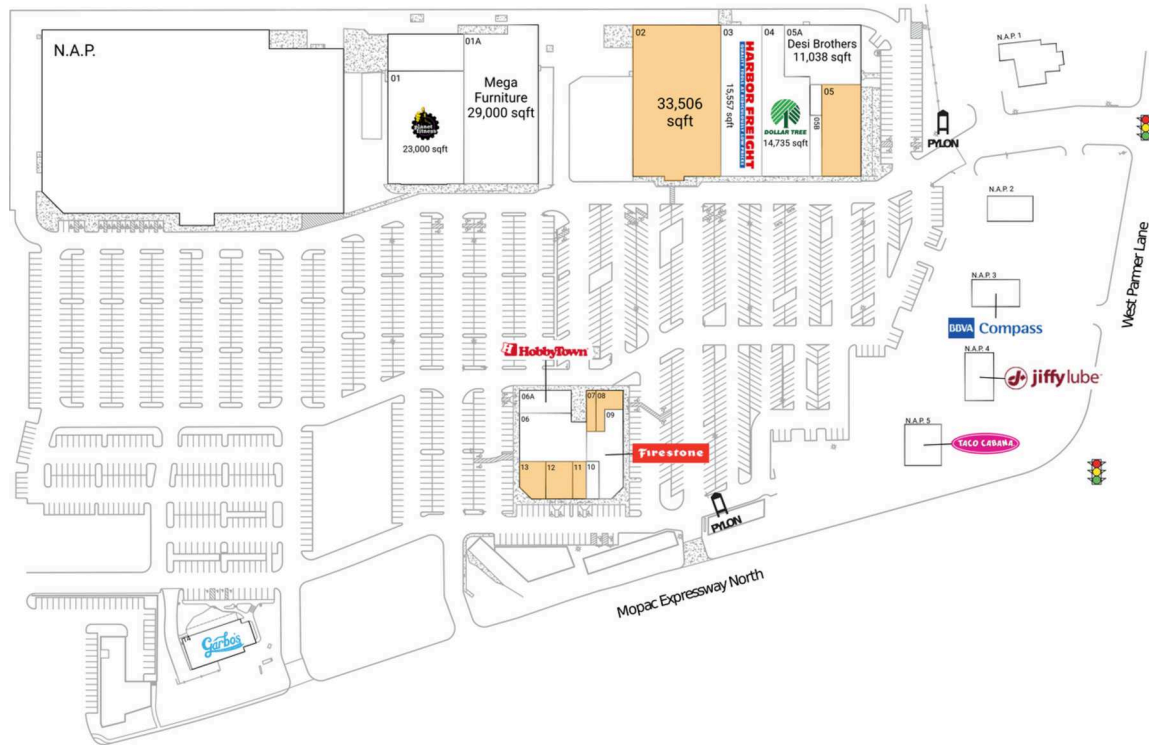 N.A.P.
01A
01
Mega
Furniture
29,000 sqft
planet
fitness
23,000 sqft
02
33,506
sqft
03
HARBOR FREIGHT
15,557 sqft
04
DOLLAR TREE
14,735 sqft
05A
Desi Brothers
11,038 sqft
05
05B
PYLON
N.A.P. 1
N.A.P. 2
N.A.P. 3
BBVA Compass
N.A.P. 4
jiffylube
N.A.P. 5
TACO CABANA
West Parmer Lane
H HobbyTown
06A
06
07
08
09
Firestone
13
12
11
10
PYLON
Mopac Expressway North
14
Garbo's